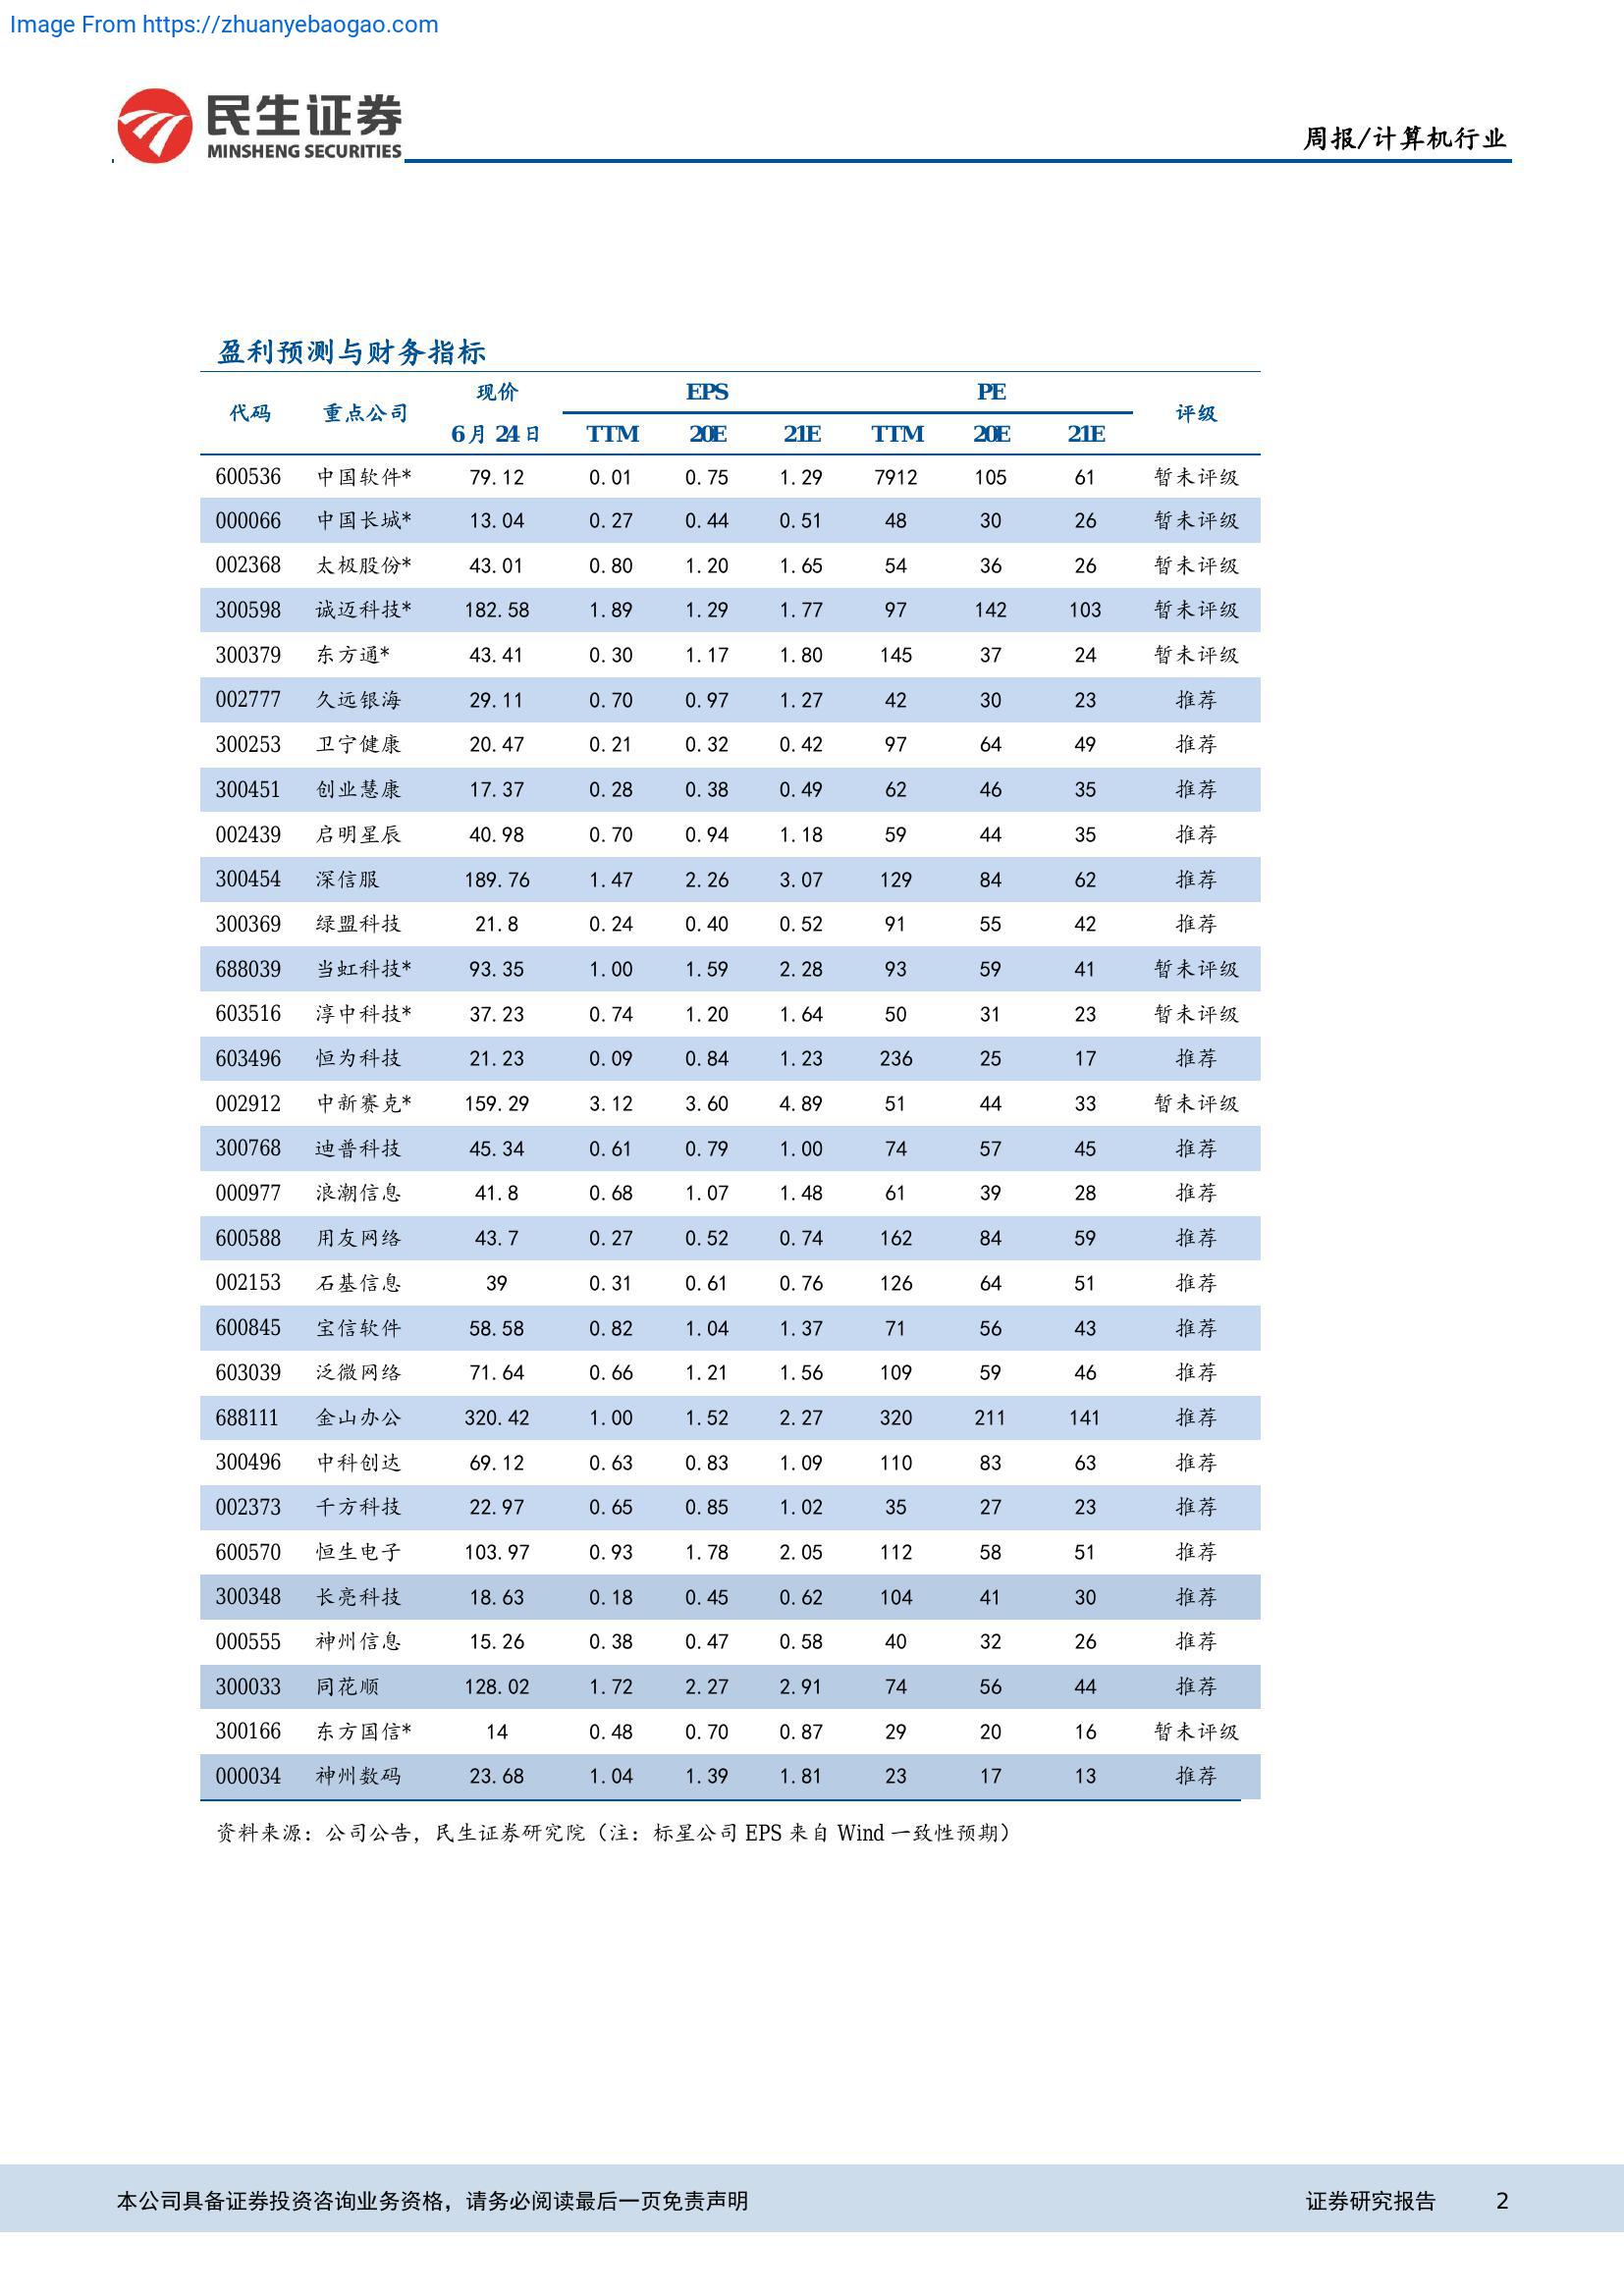 Image From https://zhuanyebaogao.com
民生证券
MINSHENG SECURITIES
周报/计算机行业
盈利预测与财务指标
代码 重点公司 现价 EPS PE 评级
6月24日 TTM 20E 21E TTM 20E 21E
600536 中国软件* 79.12 0.01 0.75 1.29 7912 105 61 暂未评级
000066 中国长城* 13.04 0.27 0.44 0.51 48 30 26 暂未评级
002368 太极股份* 43.01 0.80 1.20 1.65 54 36 26 暂未评级
300598 诚迈科技* 182.58 1.89 1.29 1.77 97 142 103 暂未评级
300379 东方通* 43.41 0.30 1.17 1.80 145 37 24 暂未评级
002777 久远银海 29.11 0.70 0.97 1.27 42 30 23 推荐
300253 卫宁健康 20.47 0.21 0.32 0.42 97 64 49 推荐
300451 创业慧康 17.37 0.28 0.38 0.49 62 46 35 推荐
002439 启明星辰 40.98 0.70 0.94 1.18 59 44 35 推荐
300454 深信服 189.76 1.47 2.26 3.07 129 84 62 推荐
300369 绿盟科技 21.8 0.24 0.40 0.52 91 55 42 推荐
688039 当虹科技* 93.35 1.00 1.59 2.28 93 59 41 暂未评级
603516 淳中科技* 37.23 0.74 1.20 1.64 50 31 23 暂未评级
603496 恒为科技 21.23 0.09 0.84 1.23 236 25 17 推荐
002912 中新赛克* 159.29 3.12 3.60 4.89 51 44 33 暂未评级
300768 迪普科技 45.34 0.61 0.79 1.00 74 57 45 推荐
000977 浪潮信息 41.8 0.68 1.07 1.48 61 39 28 推荐
600588 用友网络 43.7 0.27 0.52 0.74 162 84 59 推荐
002153 石基信息 39 0.31 0.61 0.76 126 64 51 推荐
600845 宝信软件 58.58 0.82 1.04 1.37 71 56 43 推荐
603039 泛微网络 71.64 0.66 1.21 1.56 109 59 46 推荐
688111 金山办公 320.42 1.00 1.52 2.27 320 211 141 推荐
300496 中科创达 69.12 0.63 0.83 1.09 110 83 63 推荐
002373 千方科技 22.97 0.65 0.85 1.02 35 27 23 推荐
600570 恒生电子 103.97 0.93 1.78 2.05 112 58 51 推荐
300348 长亮科技 18.63 0.18 0.45 0.62 104 41 30 推荐
000555 神州信息 15.26 0.38 0.47 0.58 40 32 26 推荐
300033 同花顺 128.02 1.72 2.27 2.91 74 56 44 推荐
300166 东方国信* 14 0.48 0.70 0.87 29 20 16 暂未评级
000034 神州数码 23.68 1.04 1.39 1.81 23 17 13 推荐
资料来源：公司公告，民生证券研究院（注：标星公司 EPS 来自 Wind 一致性预期）
本公司具备证券投资咨询业务资格，请务必阅读最后一页免责声明 证券研究报告 2